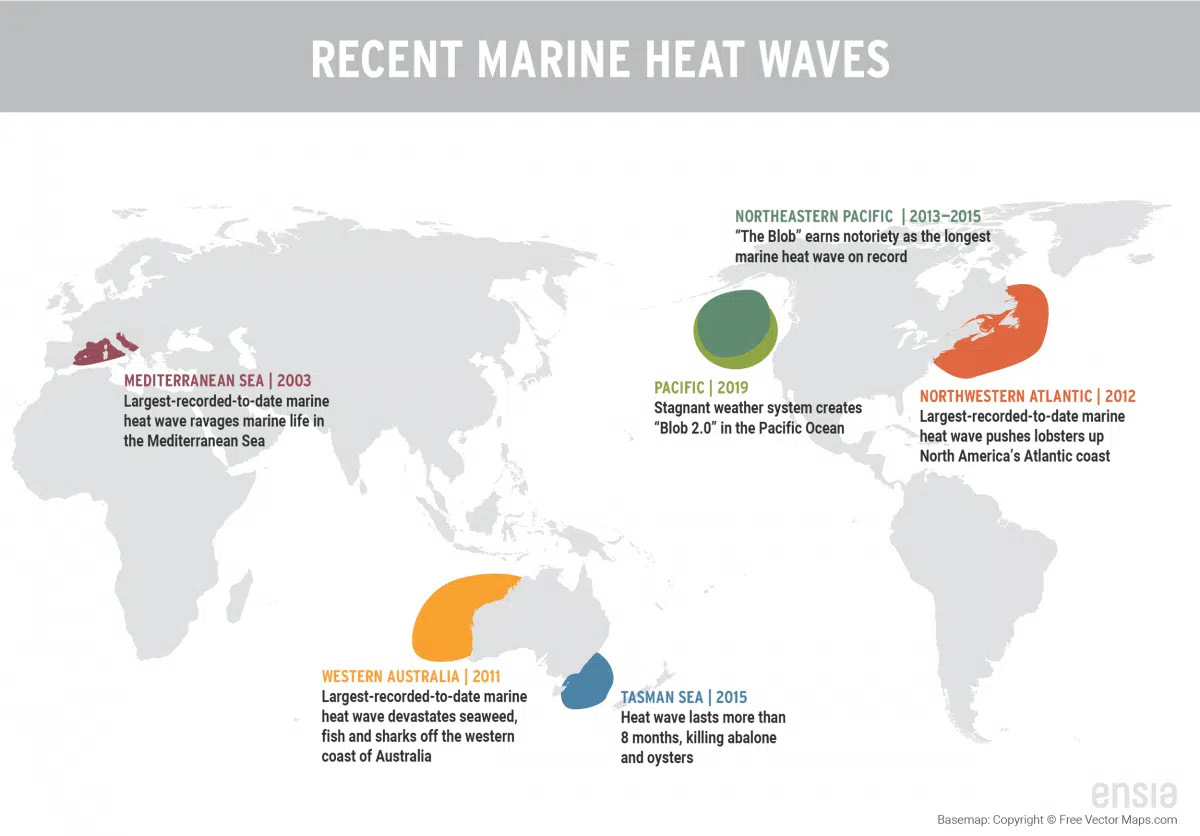 RECENT MARINE HEAT WAVES
NORTHEASTERN PACIFIC | 2013–2015
“The Blob” earns notoriety as the longest
marine heat wave on record
MEDITERRANEAN SEA | 2003
Largest-recorded-to-date marine
heat wave ravages marine life in
the Mediterranean Sea
PACIFIC | 2019
Stagnant weather system creates
“Blob 2.0” in the Pacific Ocean
NORTHWESTERN ATLANTIC | 2012
Largest-recorded-to-date marine
heat wave pushes lobsters up
North America’s Atlantic coast
WESTERN AUSTRALIA | 2011
Largest-recorded-to-date marine
heat wave devastates seaweed,
fish and sharks off the western
coast of Australia
TASMAN SEA | 2015
Heat wave lasts more than
8 months, killing abalone
and oysters
ensia
Basemap: Copyright © Free Vector Maps.com